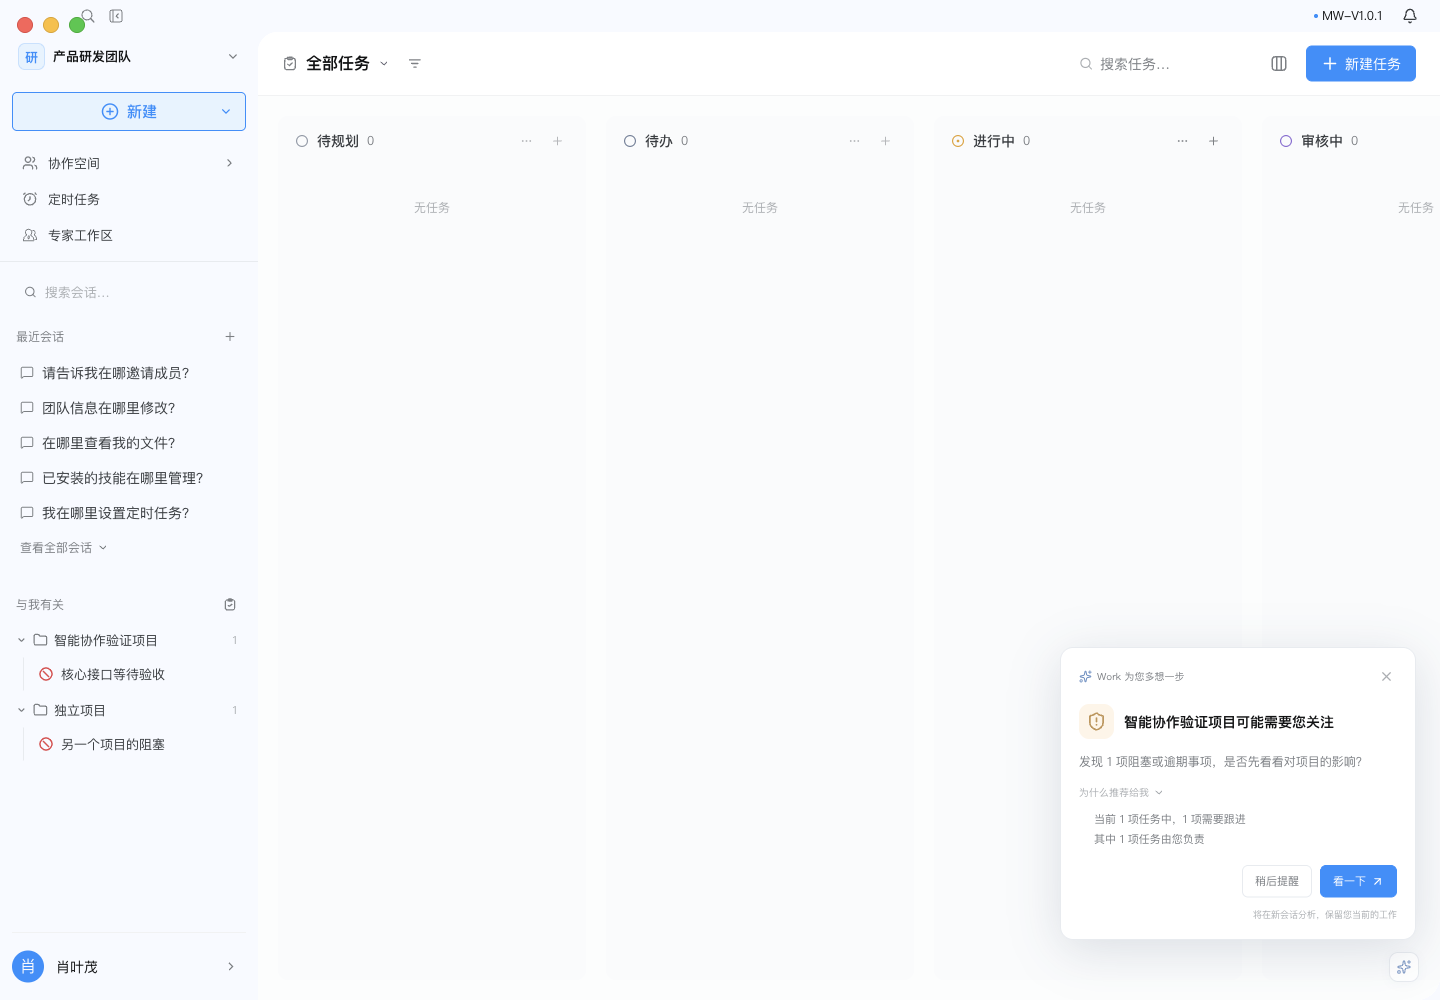 MW-V1.0.1
研 产品研发团队
新建
协作空间
定时任务
专家工作区
搜索会话...
最近会话
请告诉我在哪邀请成员?
团队信息在哪里修改?
在哪里查看我的文件?
已安装的技能在哪里管理?
我在哪里设置定时任务?
查看全部会话
与我有关
智能协作验证项目 1
核心接口等待验收
独立项目 1
另一个项目的阻塞
肖 肖叶茂
全部任务
搜索任务...
新建任务
待规划 0
无任务
待办 0
无任务
进行中 0
无任务
审核中 0
无任务
Work 为您多想一步
智能协作验证项目可能需要您关注
发现 1 项阻塞或逾期事项，是否先看看对项目的影响?
为什么推荐给我
当前 1 项任务中，1 项需要跟进
其中 1 项任务由您负责
稍后提醒
看一下
将在新会话分析，保留您当前的工作